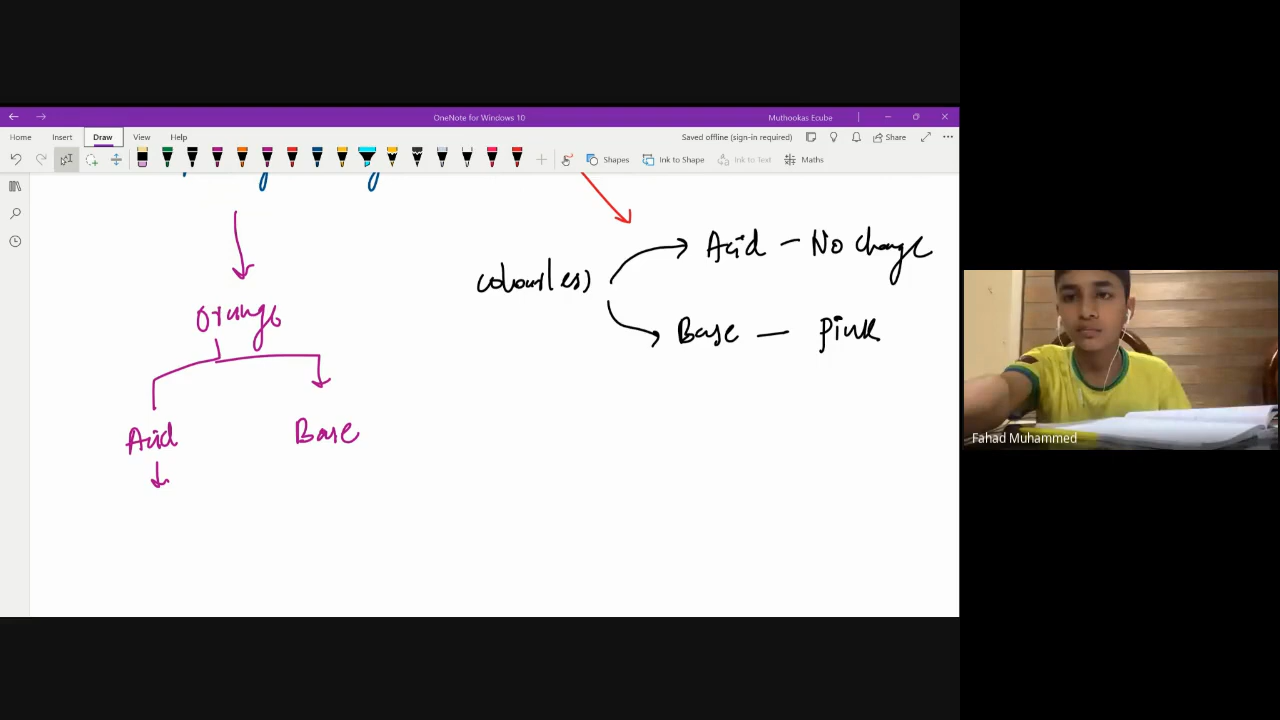 OneNote for Windows 10
Muthookas Ecube
Home Insert Draw View Help
Saved offline (sign-in required)
Share
Shapes
Ink to Shape
Ink to Text
Maths
Acid – No change
colourless
Base – Pink
Orange
Acid
Base
Fahad Muhammed